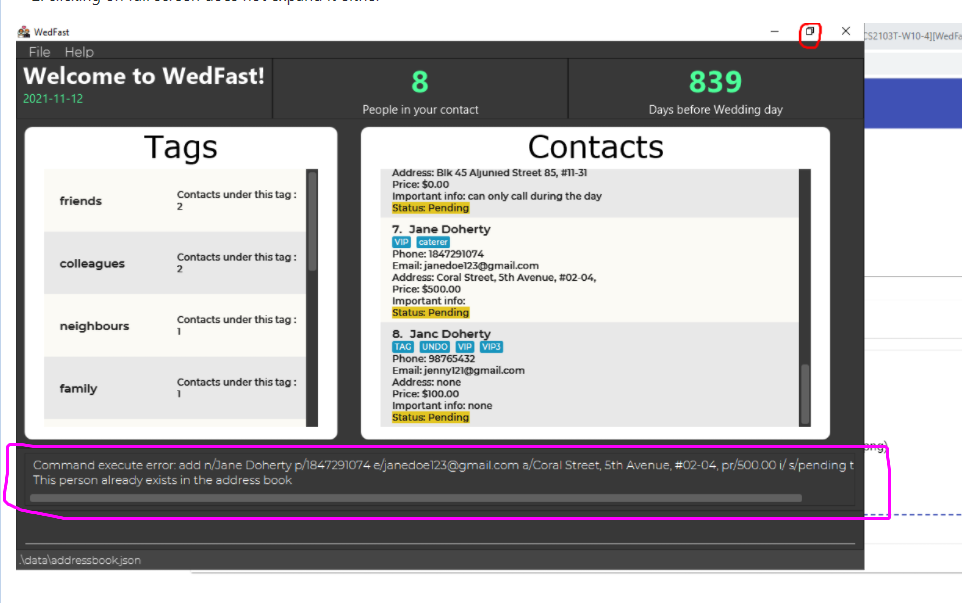 WedFast
CS2103T-W10-4][WedFa
File Help
Welcome to WedFast!
2021-11-12
8
People in your contact
839
Days before Wedding day
Tags
friends
Contacts under this tag :
2
colleagues
Contacts under this tag :
2
neighbours
Contacts under this tag :
1
family
Contacts under this tag :
1
Contacts
Address: Blk 45 Aljunied Street 85, #11-31
Price: $0.00
Important info: can only call during the day
Status: Pending
7. Jane Doherty
VIP caterer
Phone: 1847291074
Email: janedoe123@gmail.com
Address: Coral Street, 5th Avenue, #02-04,
Price: $500.00
Important info:
Status: Pending
8. Janc Doherty
TAG UNDO VIP VIP3
Phone: 98765432
Email: jenny121@gmail.com
Address: none
Price: $100.00
Important info: none
Status: Pending
Command execute error: add n/Jane Doherty p/1847291074 e/janedoe123@gmail.com a/Coral Street, 5th Avenue, #02-04, pr/500.00 i/ s/pending t
This person already exists in the address book
ong)
.\data\addressbook.json